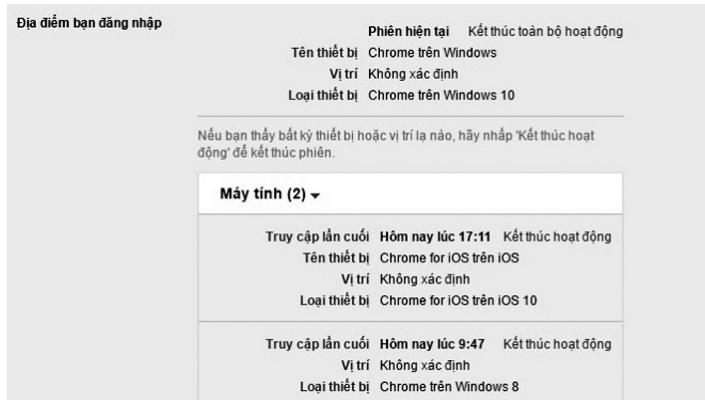 Địa điểm bạn đăng nhập
Phiên hiện tại Kết thúc toàn bộ hoạt động
Tên thiết bị Chrome trên Windows
Vị trí Không xác định
Loại thiết bị Chrome trên Windows 10
Nếu bạn thấy bất kỳ thiết bị hoặc vị trí lạ nào, hãy nhấp 'Kết thúc hoạt
động' để kết thúc phiên.
Máy tính (2)
Truy cập lần cuối Hôm nay lúc 17:11 Kết thúc hoạt động
Tên thiết bị Chrome for iOS trên iOS
Vị trí Không xác định
Loại thiết bị Chrome for iOS trên iOS 10
Truy cập lần cuối Hôm nay lúc 9:47 Kết thúc hoạt động
Vị trí Không xác định
Loại thiết bị Chrome trên Windows 8